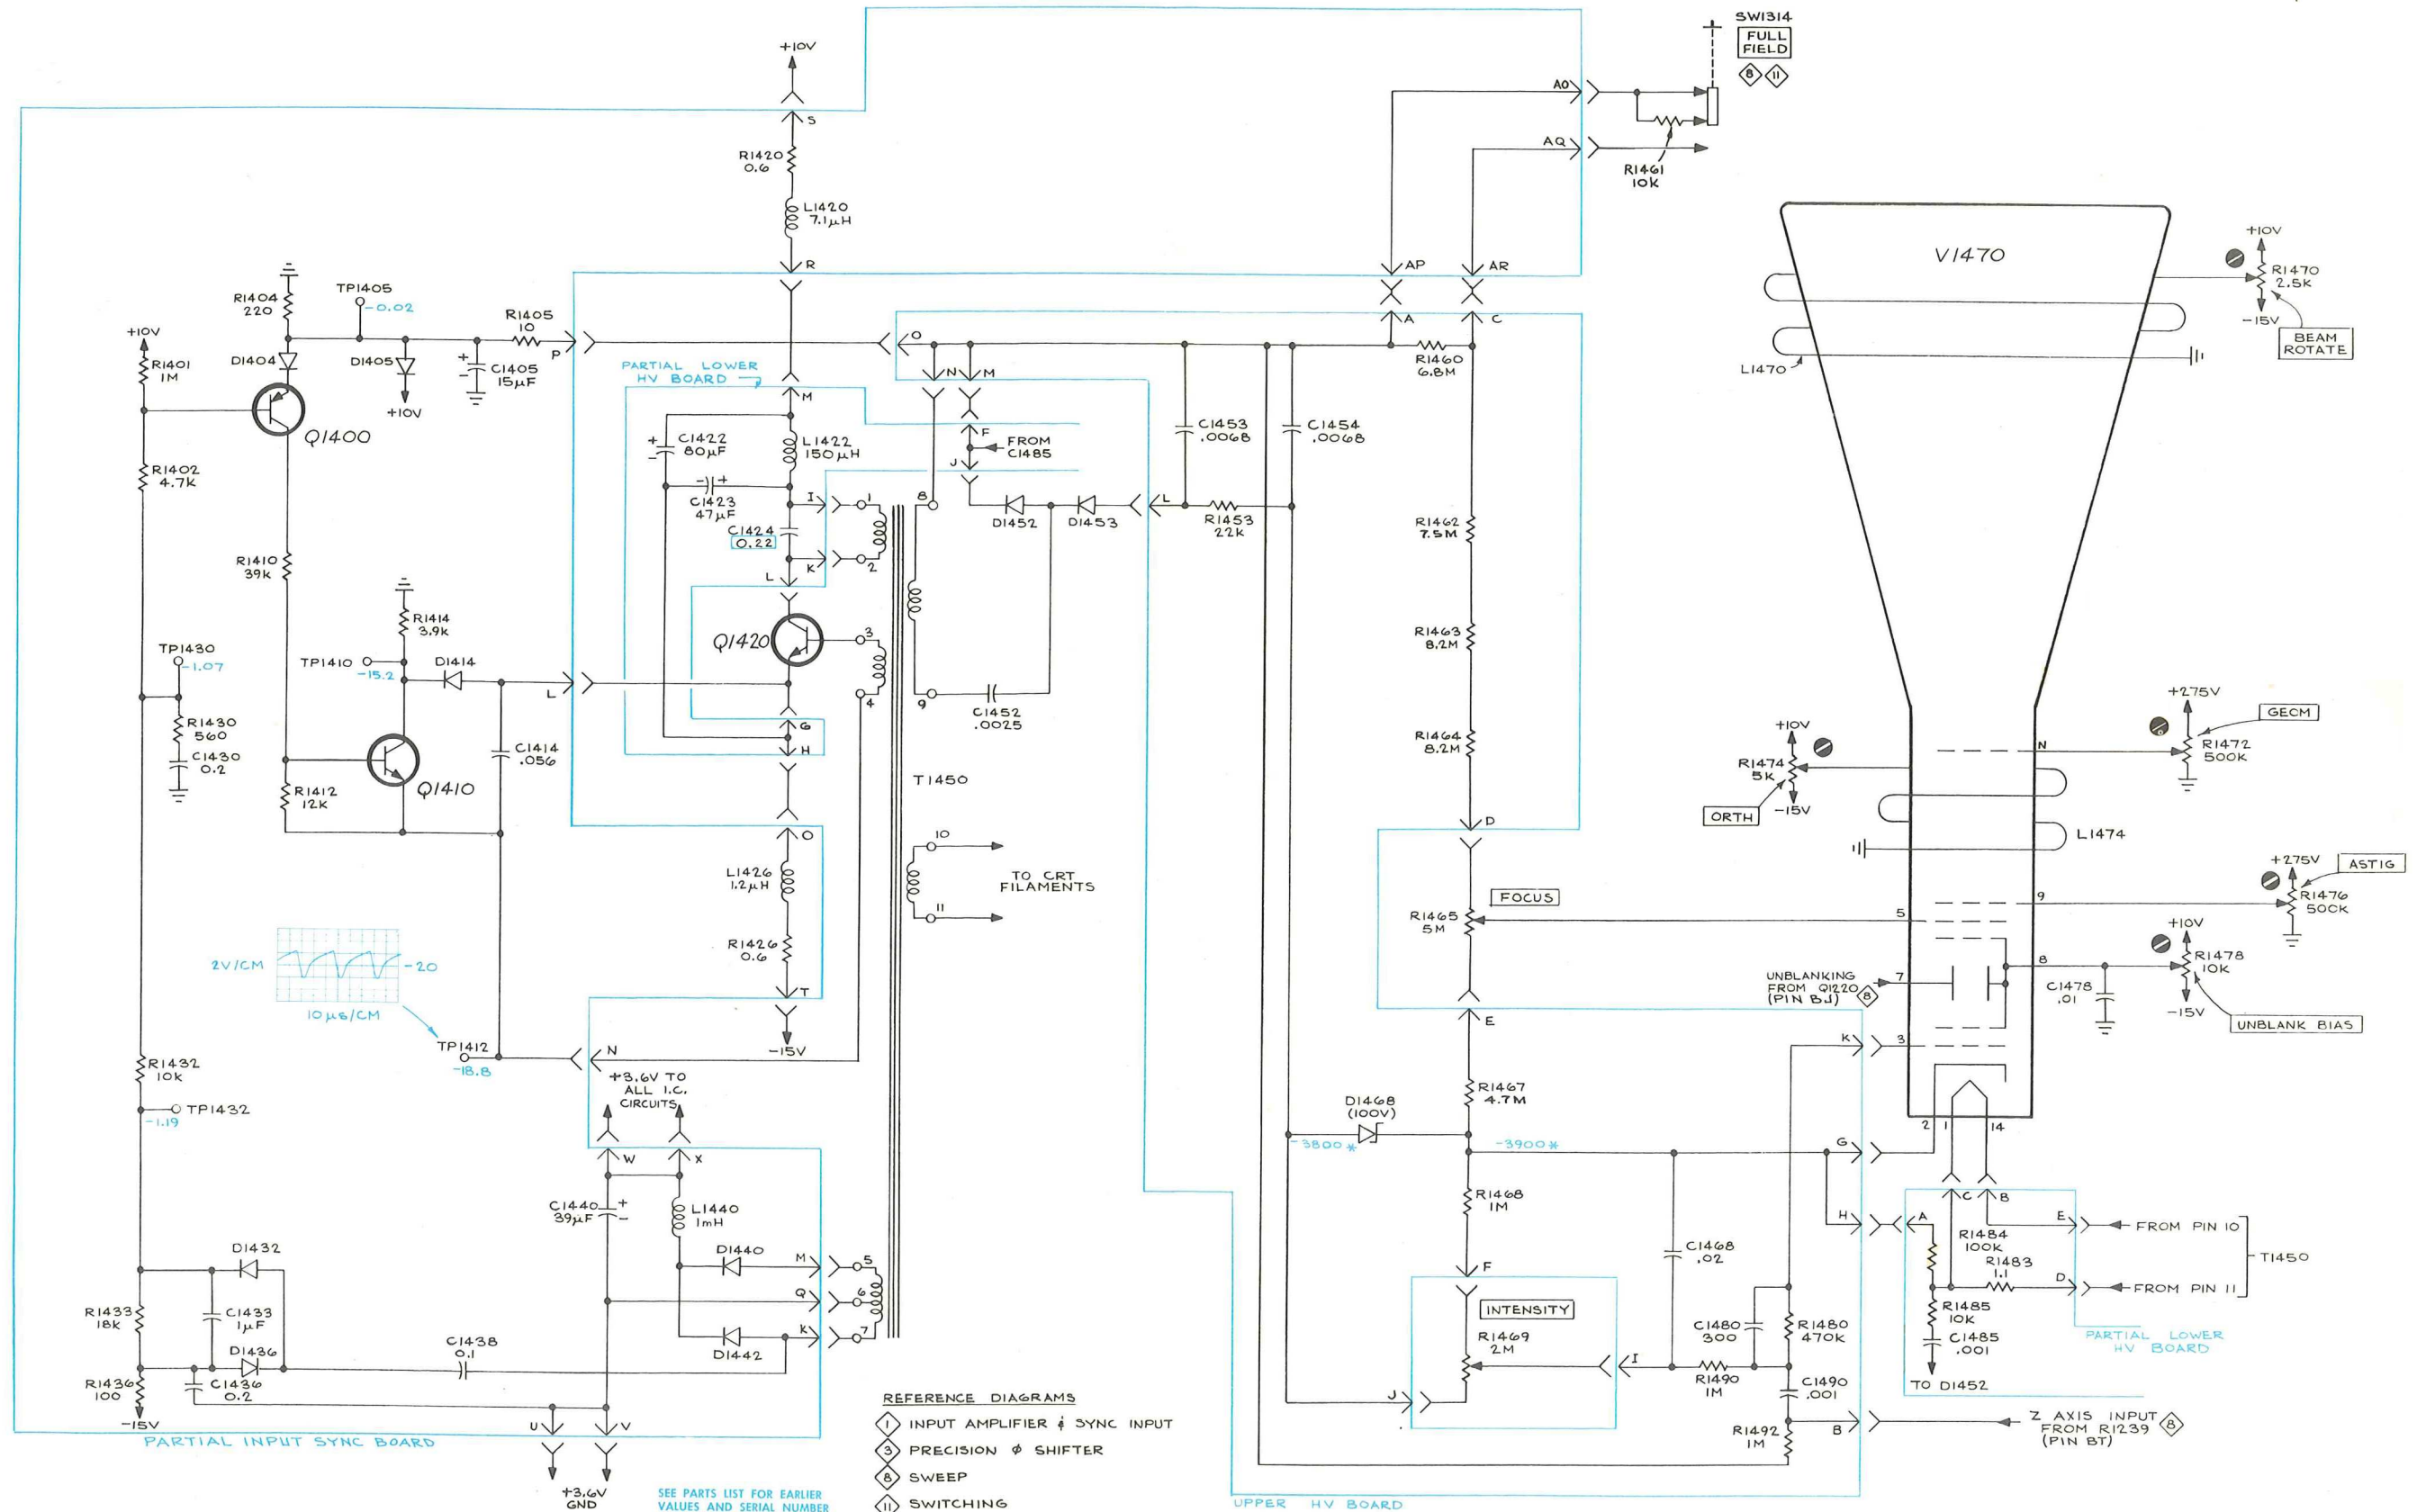 SW1314
FULL
FIELD
8 11
+10V
S
R1420
0.6
L1420
7.1µH
R
AO
AQ
R1461
10K
AP
AR
A
C
V1470
+10V
R1470
2.5K
-15V
BEAM
ROTATE
L1470
R1404
220
TP1405
-0.02
R1405
10
P
D1404
D1405
+10V
C1405
15µF
+10V
R1401
1M
Q1400
R1402
4.7K
PARTIAL LOWER
HV BOARD
M
C1422
80µF
L1422
150µH
C1423
47µF
C1424
0.22
I
1
K
2
L
O
N
M
F
FROM
C1485
J
8
D1452
D1453
L
R1453
22K
C1453
.0068
C1454
.0068
R1460
6.8M
R1462
7.5M
R1463
8.2M
R1464
8.2M
D
R1410
39K
R1414
3.9K
TP1410
-15.2
D1414
L
Q1420
3
4
9
C1452
.0025
G
H
TP1430
-1.07
R1430
560
C1430
0.2
C1414
.056
Q1410
R1412
12K
T1450
O
L1426
1.2µH
R1426
0.6
T
-15V
10
11
TO CRT
FILAMENTS
+10V
R1474
5K
-15V
ORTH
N
+275V
GEOM
R1472
500K
L1474
+275V
ASTIG
R1476
500K
9
FOCUS
R1465
5M
5
+10V
R1478
10K
-15V
8
C1478
.01
UNBLANK BIAS
UNBLANKING
FROM Q1220
(PIN BJ)
8
7
2V/CM
-20
10µs/CM
TP1412
-18.8
N
R1432
10K
TP1432
-1.19
+3.6V TO
ALL I.C.
CIRCUITS
W
X
E
R1467
4.7M
D1468
(100V)
-3800*
-3900*
K
3
G
2
1
14
R1468
1M
F
H
A
C
B
E
FROM PIN 10
R1484
100K
R1483
1.1
T1450
D
FROM PIN 11
R1485
10K
C1485
.001
TO D1452
PARTIAL LOWER
HV BOARD
C1468
.02
INTENSITY
R1469
2M
I
C1480
300
R1480
470K
R1490
1M
C1490
.001
J
R1492
1M
B
Z AXIS INPUT
FROM R1239
(PIN BT)
8
C1440
39µF
L1440
1mH
D1440
M
5
Q
6
D1442
K
7
D1432
R1433
18K
C1433
1µF
D1436
C1438
0.1
R1436
100
C1436
0.2
-15V
PARTIAL INPUT SYNC BOARD
U
V
+3.6V
GND
SEE PARTS LIST FOR EARLIER
VALUES AND SERIAL NUMBER
REFERENCE DIAGRAMS
1 INPUT AMPLIFIER & SYNC INPUT
3 PRECISION Ø SHIFTER
8 SWEEP
11 SWITCHING
UPPER HV BOARD